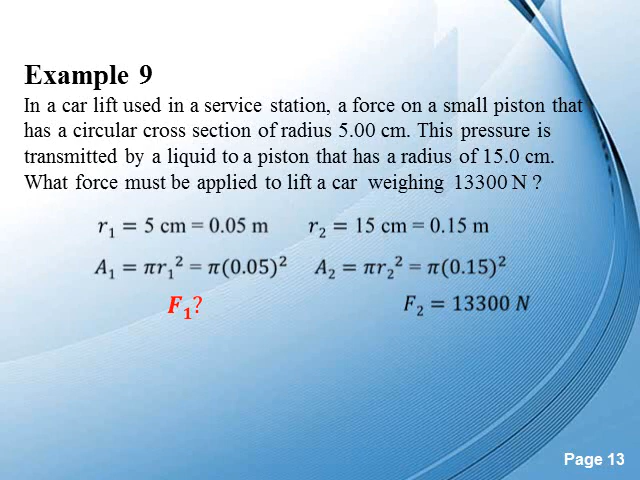 Example 9
In a car lift used in a service station, a force on a small piston that
has a circular cross section of radius 5.00 cm. This pressure is
transmitted by a liquid to a piston that has a radius of 15.0 cm.
What force must be applied to lift a car weighing 13300 N ?
r₁ = 5 cm = 0.05 m r₂ = 15 cm = 0.15 m
A₁ = πr₁² = π(0.05)² A₂ = πr₂² = π(0.15)²
F₁? F₂ = 13300 N
Page 13